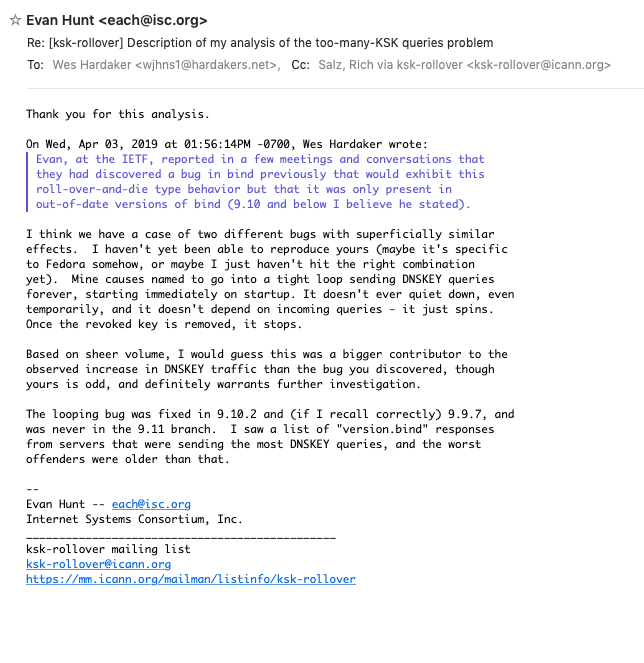 ☆ Evan Hunt <each@isc.org>
Re: [ksk-rollover] Description of my analysis of the too-many-KSK queries problem
To: Wes Hardaker <wjhns1@hardakers.net>, Cc: Salz, Rich via ksk-rollover <ksk-rollover@icann.org>
Thank you for this analysis.
On Wed, Apr 03, 2019 at 01:56:14PM -0700, Wes Hardaker wrote:
Evan, at the IETF, reported in a few meetings and conversations that
they had discovered a bug in bind previously that would exhibit this
roll-over-and-die type behavior but that it was only present in
out-of-date versions of bind (9.10 and below I believe he stated).
I think we have a case of two different bugs with superficially similar
effects.  I haven't yet been able to reproduce yours (maybe it's specific
to Fedora somehow, or maybe I just haven't hit the right combination
yet).  Mine causes named to go into a tight loop sending DNSKEY queries
forever, starting immediately on startup. It doesn't ever quiet down, even
temporarily, and it doesn't depend on incoming queries - it just spins.
Once the revoked key is removed, it stops.
Based on sheer volume, I would guess this was a bigger contributor to the
observed increase in DNSKEY traffic than the bug you discovered, though
yours is odd, and definitely warrants further investigation.
The looping bug was fixed in 9.10.2 and (if I recall correctly) 9.9.7, and
was never in the 9.11 branch.  I saw a list of "version.bind" responses
from servers that were sending the most DNSKEY queries, and the worst
offenders were older than that.
--
Evan Hunt -- each@isc.org
Internet Systems Consortium, Inc.
_______________________________________________
ksk-rollover mailing list
ksk-rollover@icann.org
https://mm.icann.org/mailman/listinfo/ksk-rollover